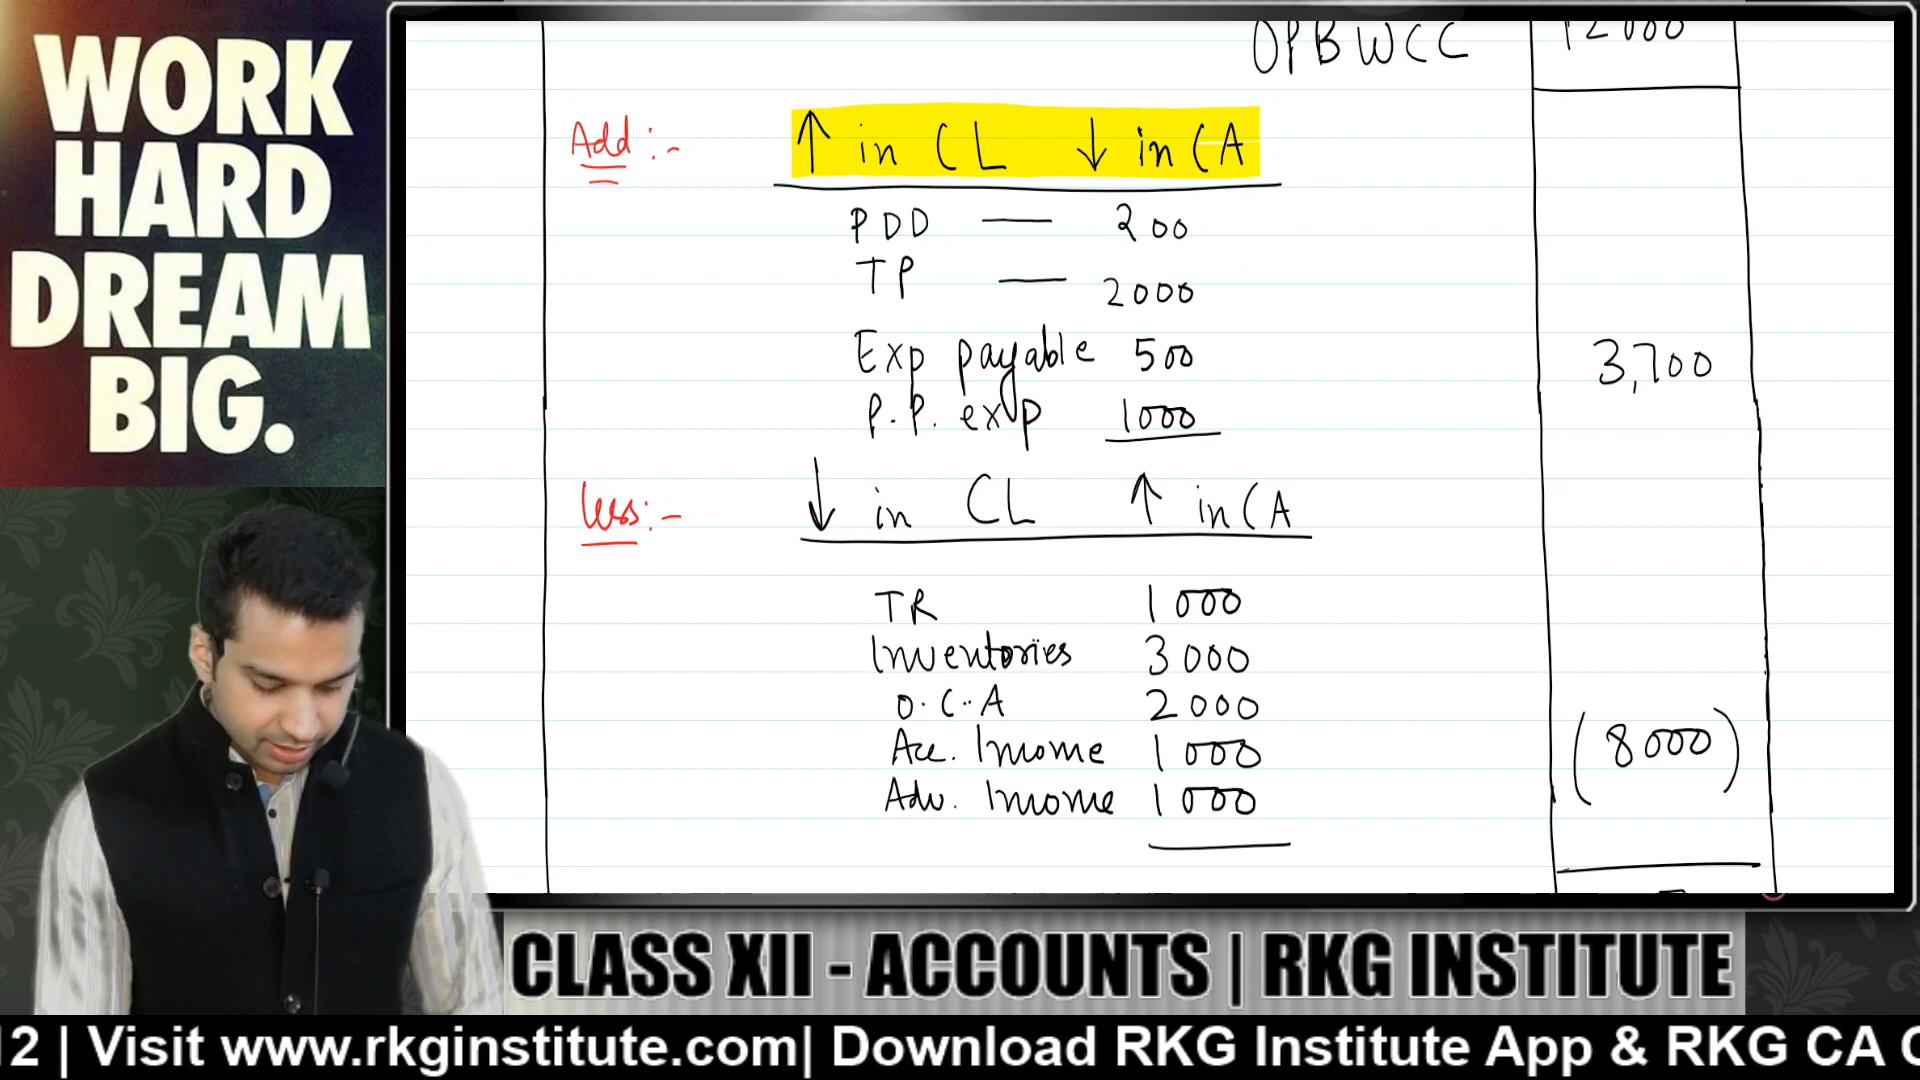 WORK
HARD
DREAM
BIG.
OPBWCC 12000
Add :- ↑ in CL ↓ in CA
PDD — 200
TP — 2000
Exp payable 500 3,700
P.P. exp 1000
Less :- ↓ in CL ↑ in CA
TR 1000
Inventories 3000
O.C.A 2000
Acc. Income 1000 (8000)
Adv. Income 1000
CLASS XII - ACCOUNTS | RKG INSTITUTE
12 | Visit www.rkginstitute.com| Download RKG Institute App & RKG CA